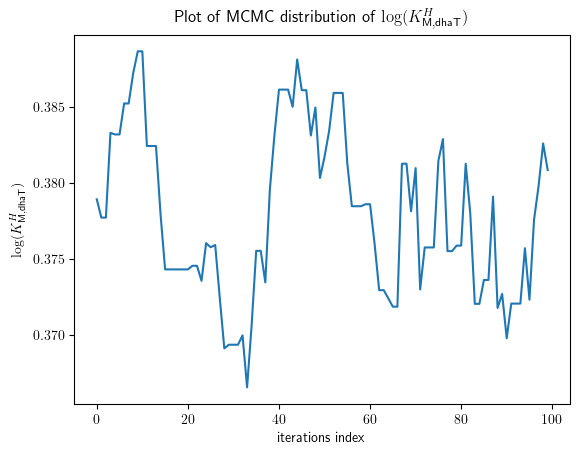 Plot of MCMC distribution of log(K^H_M,dhaT)
0.385
0.380
0.375
0.370
log(K^H_M,dhaT)
0 20 40 60 80 100
iterations index